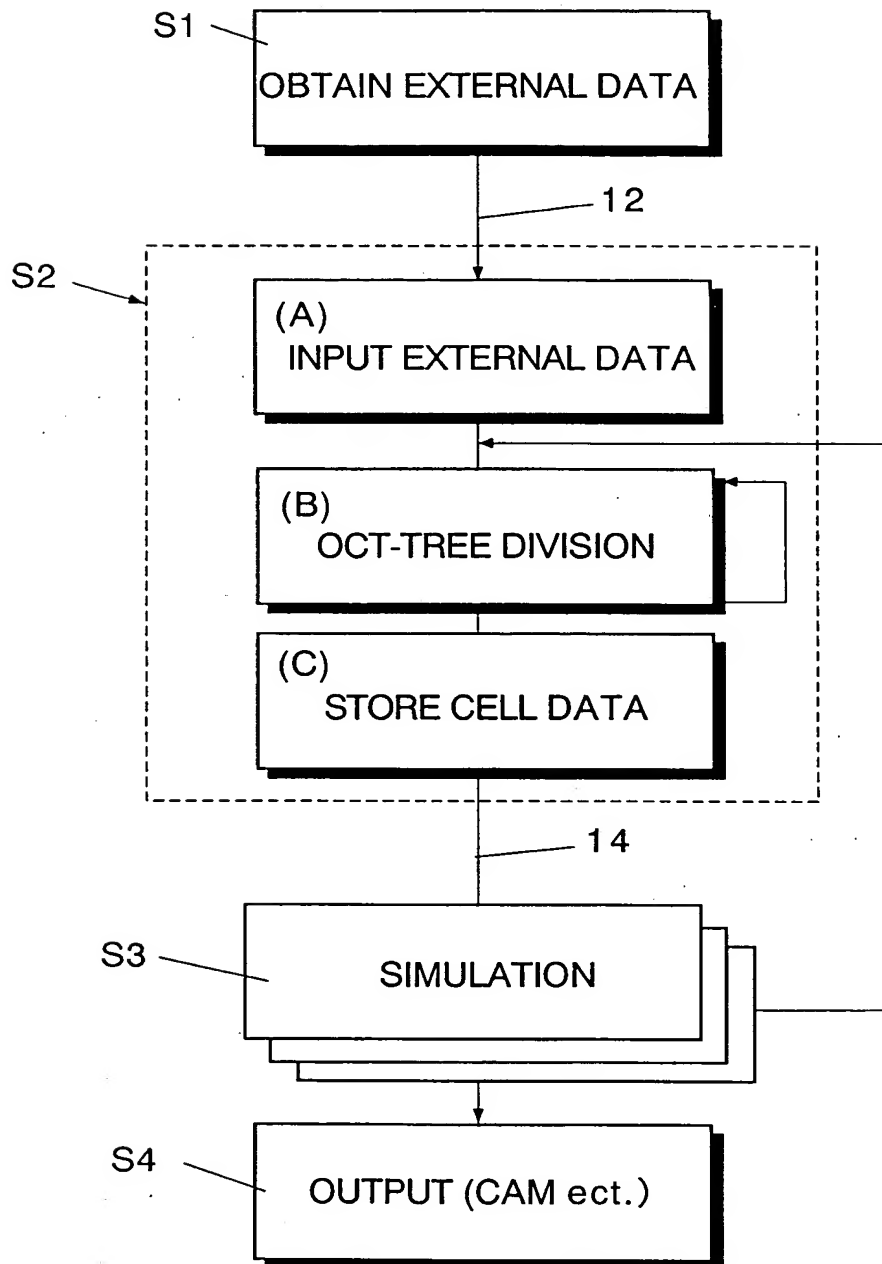 S1
OBTAIN EXTERNAL DATA
12
S2
(A)
INPUT EXTERNAL DATA
(B)
OCT-TREE DIVISION
(C)
STORE CELL DATA
14
S3
SIMULATION
S4
OUTPUT (CAM ect.)